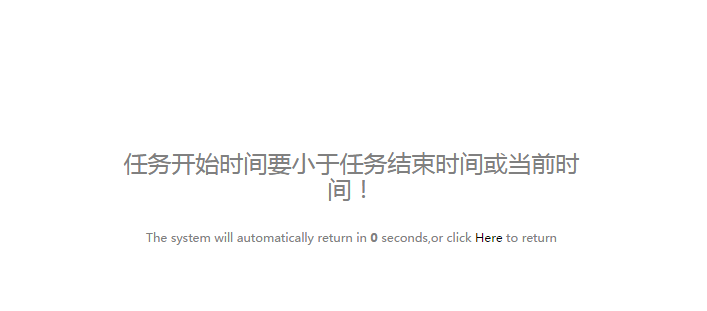 任务开始时间要小于任务结束时间或当前时
间！
The system will automatically return in 0 seconds,or click Here to return